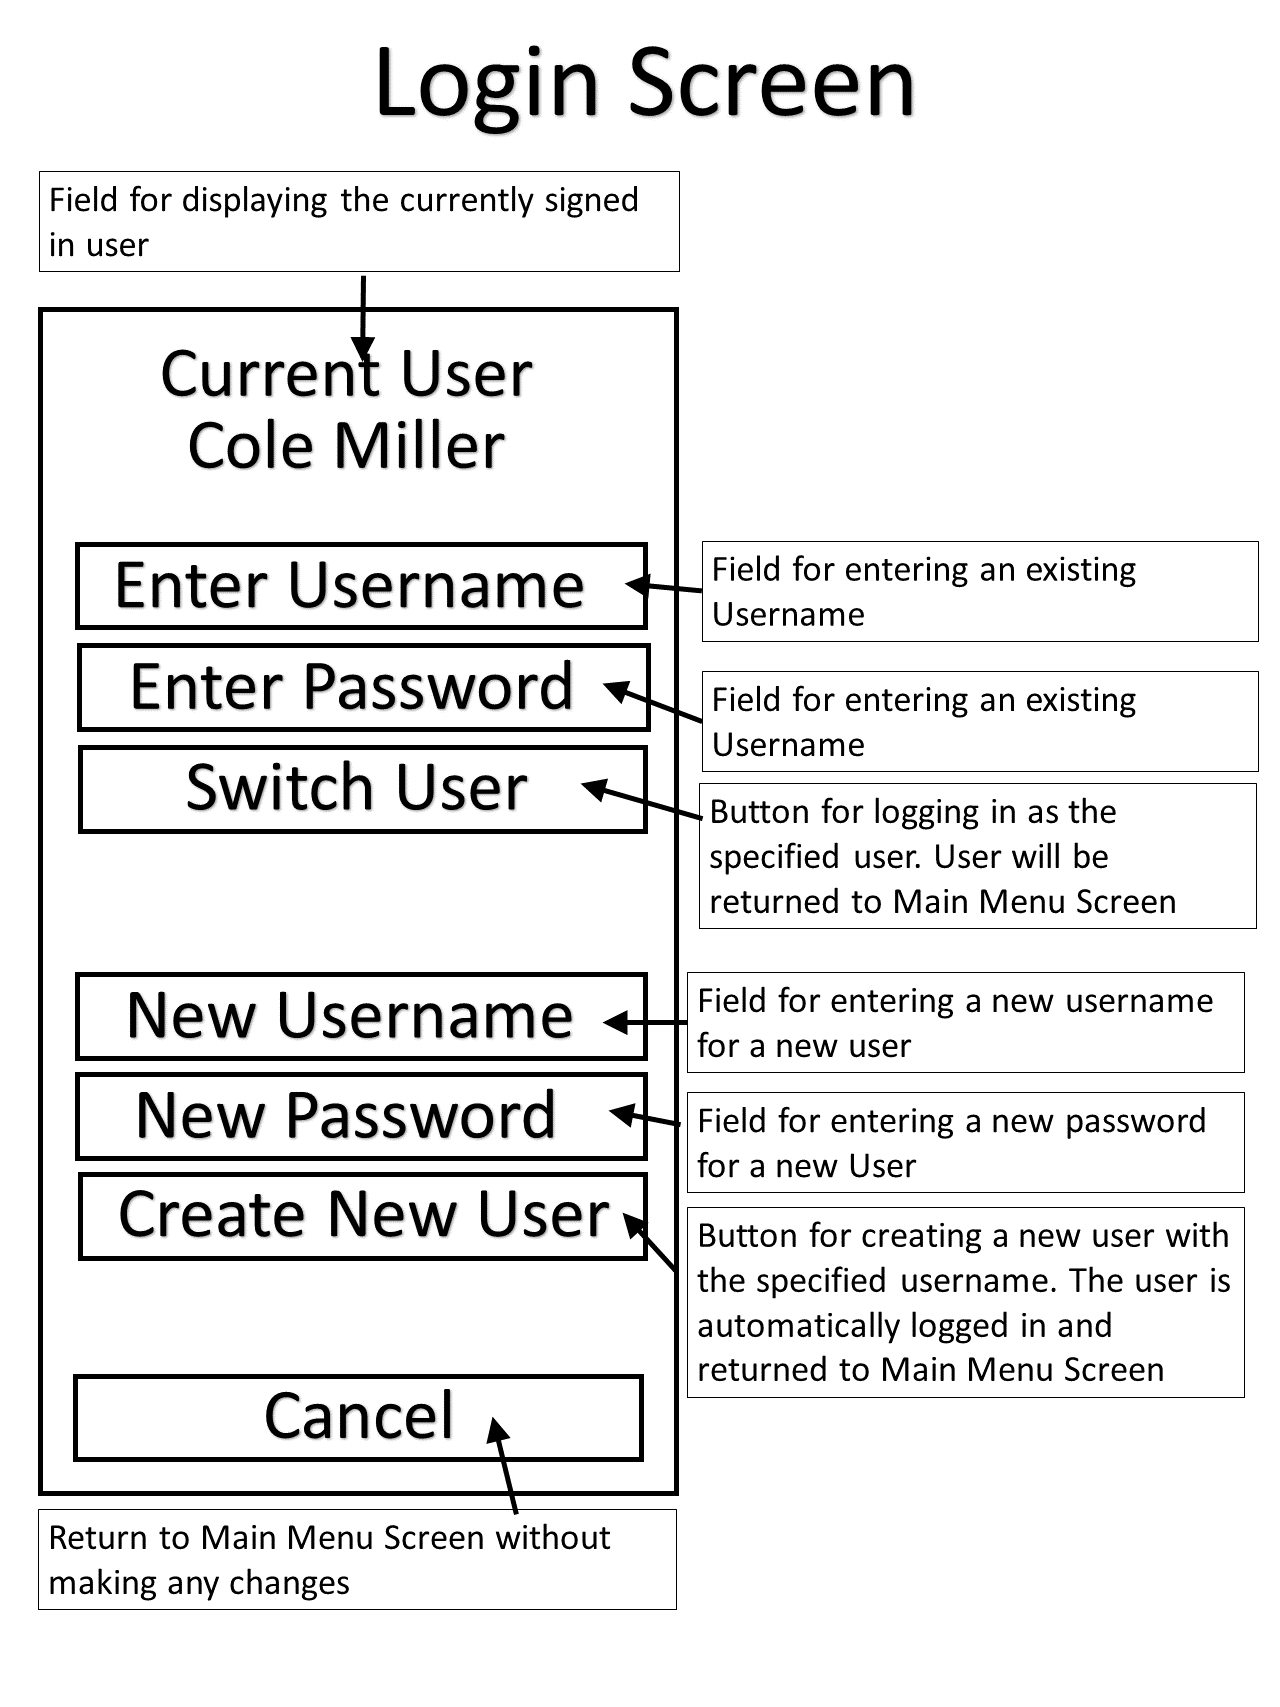 Login Screen
Field for displaying the currently signed
in user
Current User
Cole Miller
Enter Username
Field for entering an existing
Username
Enter Password
Field for entering an existing
Username
Switch User
Button for logging in as the
specified user. User will be
returned to Main Menu Screen
New Username
Field for entering a new username
for a new user
New Password
Field for entering a new password
for a new User
Create New User
Button for creating a new user with
the specified username. The user is
automatically logged in and
returned to Main Menu Screen
Cancel
Return to Main Menu Screen without
making any changes